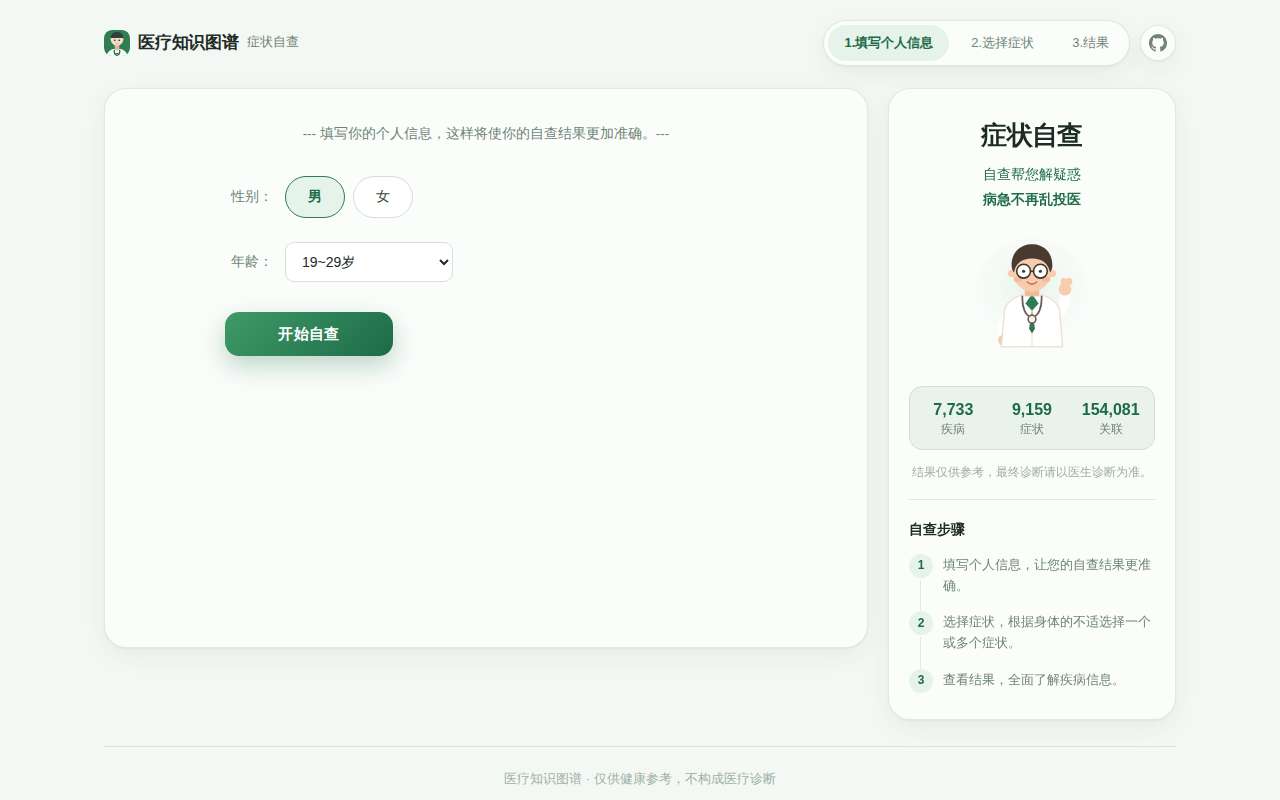 医疗知识图谱 症状自查
1.填写个人信息 2.选择症状 3.结果
--- 填写你的个人信息，这样将使你的自查结果更加准确。---
性别： 男 女
年龄： 19~29岁
开始自查
症状自查
自查帮您解疑惑
病急不再乱投医
7,733 9,159 154,081
疾病 症状 关联
结果仅供参考，最终诊断请以医生诊断为准。
自查步骤
1 填写个人信息，让您的自查结果更准
确。
2 选择症状，根据身体的不适选择一个
或多个症状。
3 查看结果，全面了解疾病信息。
医疗知识图谱 · 仅供健康参考，不构成医疗诊断